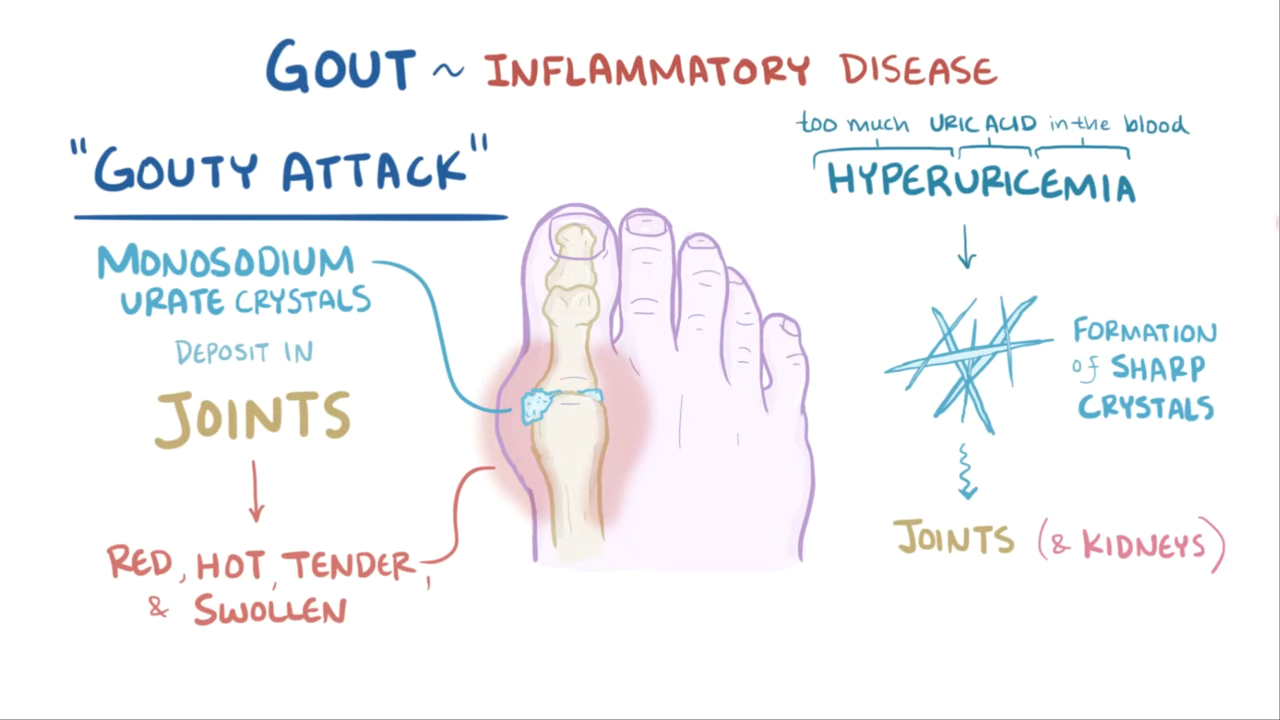 GOUT ~ INFLAMMATORY DISEASE
"GOUTY ATTACK"
MONOSODIUM
URATE CRYSTALS
DEPOSIT IN
JOINTS
RED, HOT, TENDER,
& SWOLLEN
too much URIC ACID in the blood
HYPERURICEMIA
FORMATION
of SHARP
CRYSTALS
JOINTS (& KIDNEYS)